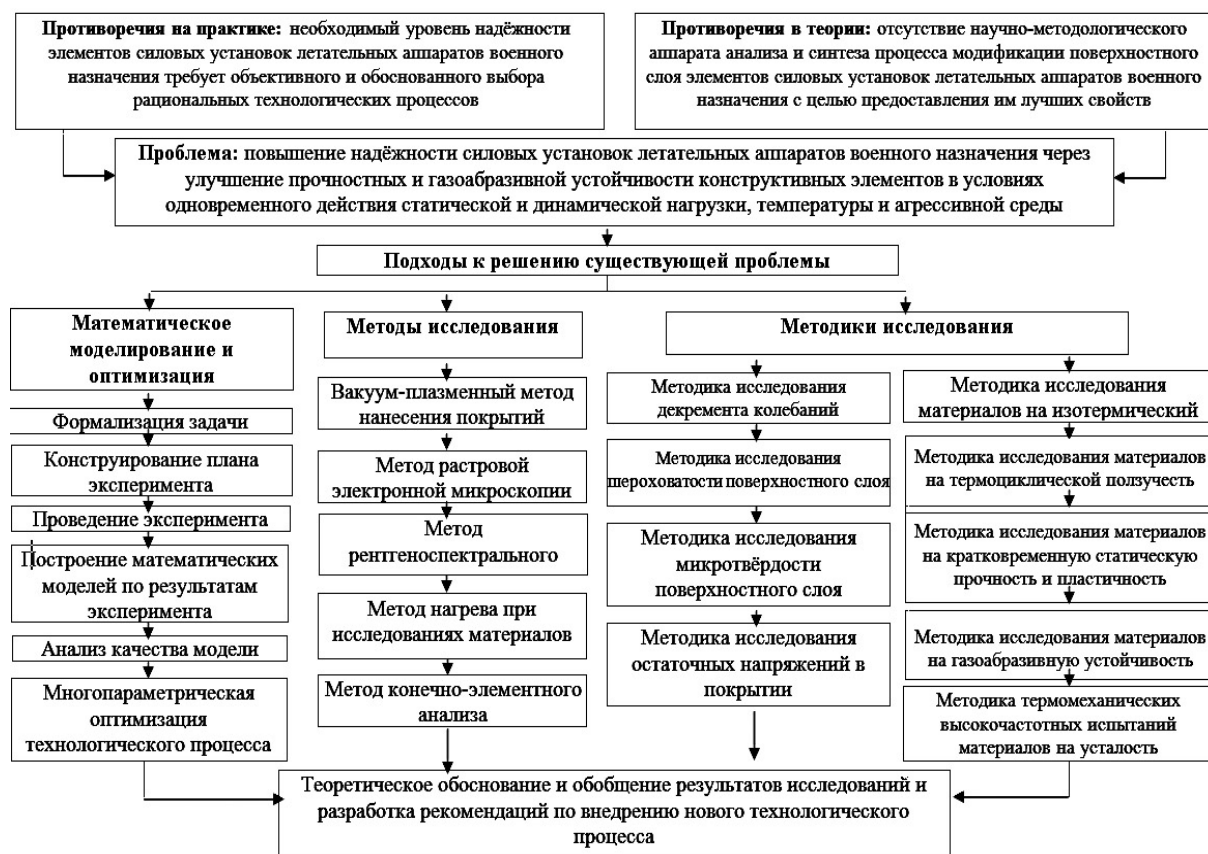 Противоречия на практике: необходимый уровень надёжности
элементов силовых установок летательных аппаратов военного
назначения требует объективного и обоснованного выбора
рациональных технологических процессов
Противоречия в теории: отсутствие научно-методологического
аппарата анализа и синтеза процесса модификации поверхностного
слоя элементов силовых установок летательных аппаратов военного
назначения с целью предоставления им лучших свойств
Проблема: повышение надёжности силовых установок летательных аппаратов военного назначения через
улучшение прочностных и газоабразивной устойчивости конструктивных элементов в условиях
одновременного действия статической и динамической нагрузки, температуры и агрессивной среды
Подходы к решению существующей проблемы
Математическое
моделирование и
оптимизация
Формализация задачи
Конструирование плана
эксперимента
Проведение эксперимента
Построение математических
моделей по результатам
эксперимента
Анализ качества модели
Многопараметрическая
оптимизация
технологического процесса
Методы исследования
Вакуум-плазменный метод
нанесения покрытий
Метод растровой
электронной микроскопии
Метод
рентгеноспектрального
Метод нагрева при
исследованиях материалов
Метод конечно-элементного
анализа
Методики исследования
Методика исследования
декремента колебаний
Методика исследования
шероховатости поверхностного слоя
Методика исследования
микротвёрдости
поверхностного слоя
Методика исследования
остаточных напряжений в
покрытии
Методика исследования
материалов на изотермический
Методика исследования материалов
на термоциклической ползучесть
Методика исследования материалов
на кратковременную статическую
прочность и пластичность
Методика исследования материалов
на газоабразивную устойчивость
Методика термомеханических
высокочастотных испытаний
материалов на усталость
Теоретическое обоснование и обобщение результатов исследований и
разработка рекомендаций по внедрению нового технологического
процесса